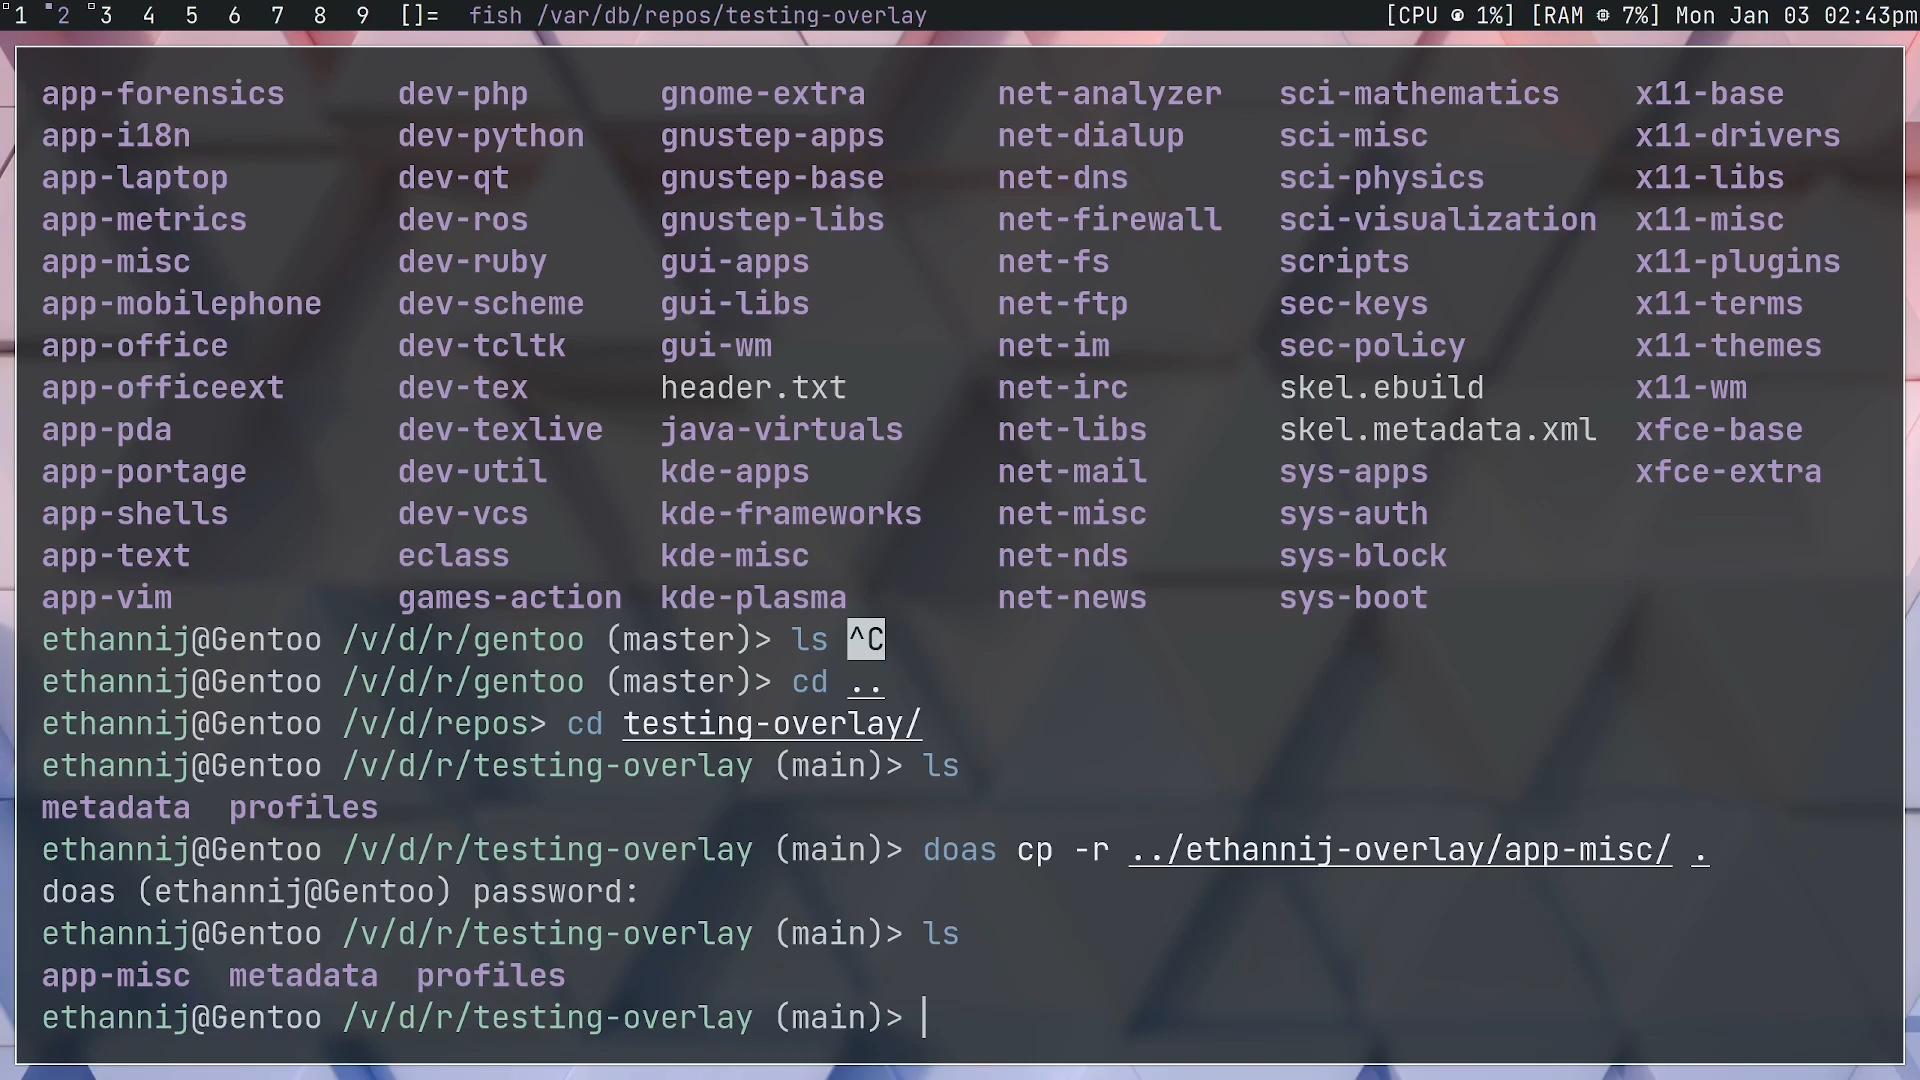 1 2 3 4 5 6 7 8 9 []= fish /var/db/repos/testing-overlay [CPU 1%] [RAM 7%] Mon Jan 03 02:43pm
app-forensics dev-php gnome-extra net-analyzer sci-mathematics x11-base
app-i18n dev-python gnustep-apps net-dialup sci-misc x11-drivers
app-laptop dev-qt gnustep-base net-dns sci-physics x11-libs
app-metrics dev-ros gnustep-libs net-firewall sci-visualization x11-misc
app-misc dev-ruby gui-apps net-fs scripts x11-plugins
app-mobilephone dev-scheme gui-libs net-ftp sec-keys x11-terms
app-office dev-tcltk gui-wm net-im sec-policy x11-themes
app-officeext dev-tex header.txt net-irc skel.ebuild x11-wm
app-pda dev-texlive java-virtuals net-libs skel.metadata.xml xfce-base
app-portage dev-util kde-apps net-mail sys-apps xfce-extra
app-shells dev-vcs kde-frameworks net-misc sys-auth
app-text eclass kde-misc net-nds sys-block
app-vim games-action kde-plasma net-news sys-boot
ethannij@Gentoo /v/d/r/gentoo (master)> ls ^C
ethannij@Gentoo /v/d/r/gentoo (master)> cd ..
ethannij@Gentoo /v/d/repos> cd testing-overlay/
ethannij@Gentoo /v/d/r/testing-overlay (main)> ls
metadata profiles
ethannij@Gentoo /v/d/r/testing-overlay (main)> doas cp -r ../ethannij-overlay/app-misc/ .
doas (ethannij@Gentoo) password:
ethannij@Gentoo /v/d/r/testing-overlay (main)> ls
app-misc metadata profiles
ethannij@Gentoo /v/d/r/testing-overlay (main)>